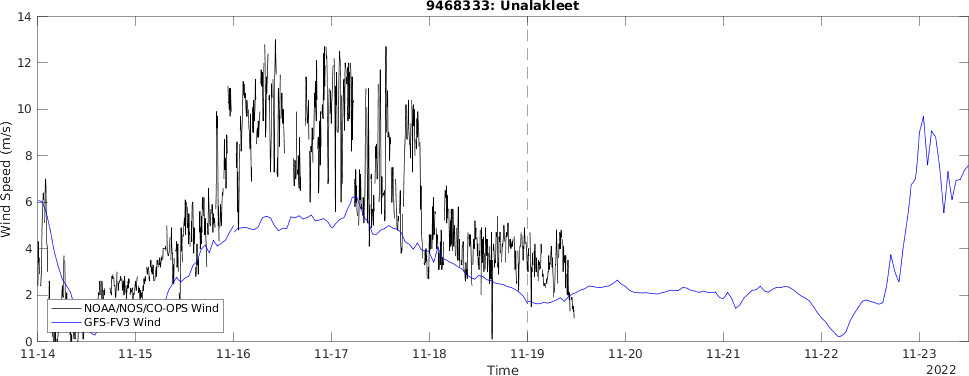 9468333: Unalakleet
14
12
10
8
6
4
2
0
Wind Speed (m/s)
NOAA/NOS/CO-OPS Wind
GFS-FV3 Wind
11-14 11-15 11-16 11-17 11-18 11-19 11-20 11-21 11-22 11-23
Time
2022